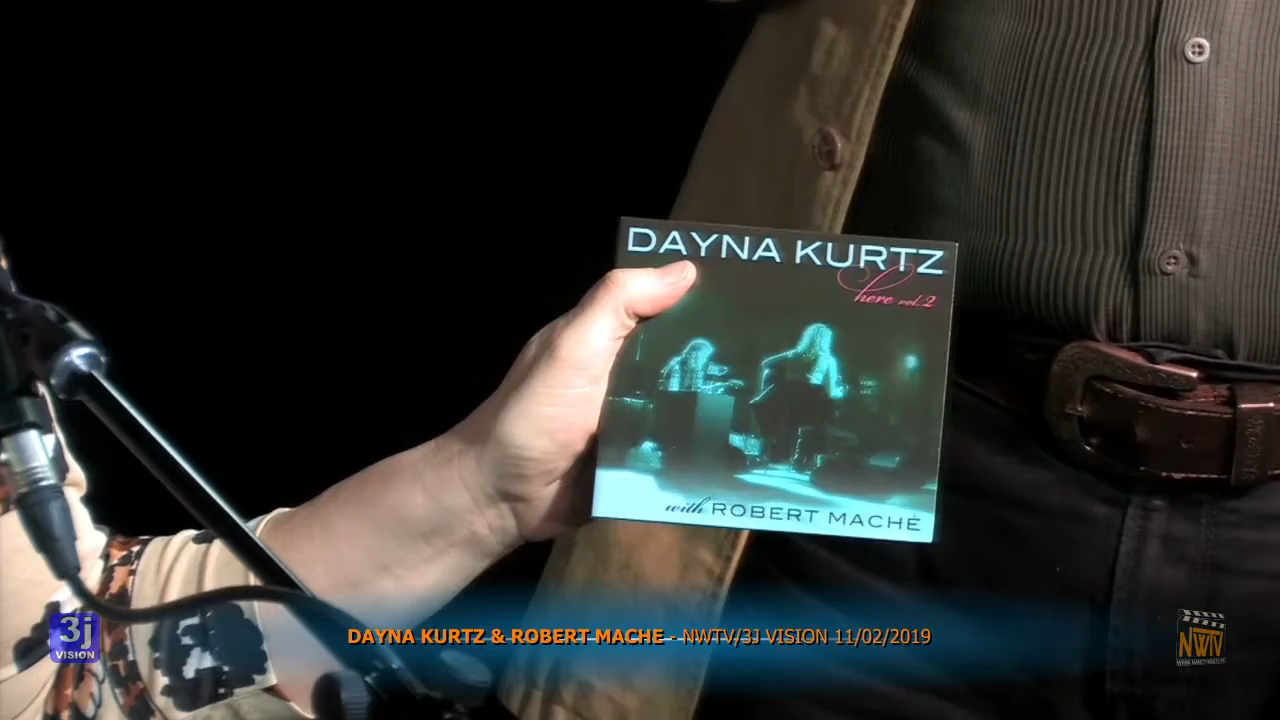 DAYNA KURTZ
here vol.2
with ROBERT MACHÉ
DAYNA KURTZ & ROBERT MACHE - NWTV/3J VISION 11/02/2019
3j
VISION
NWTV